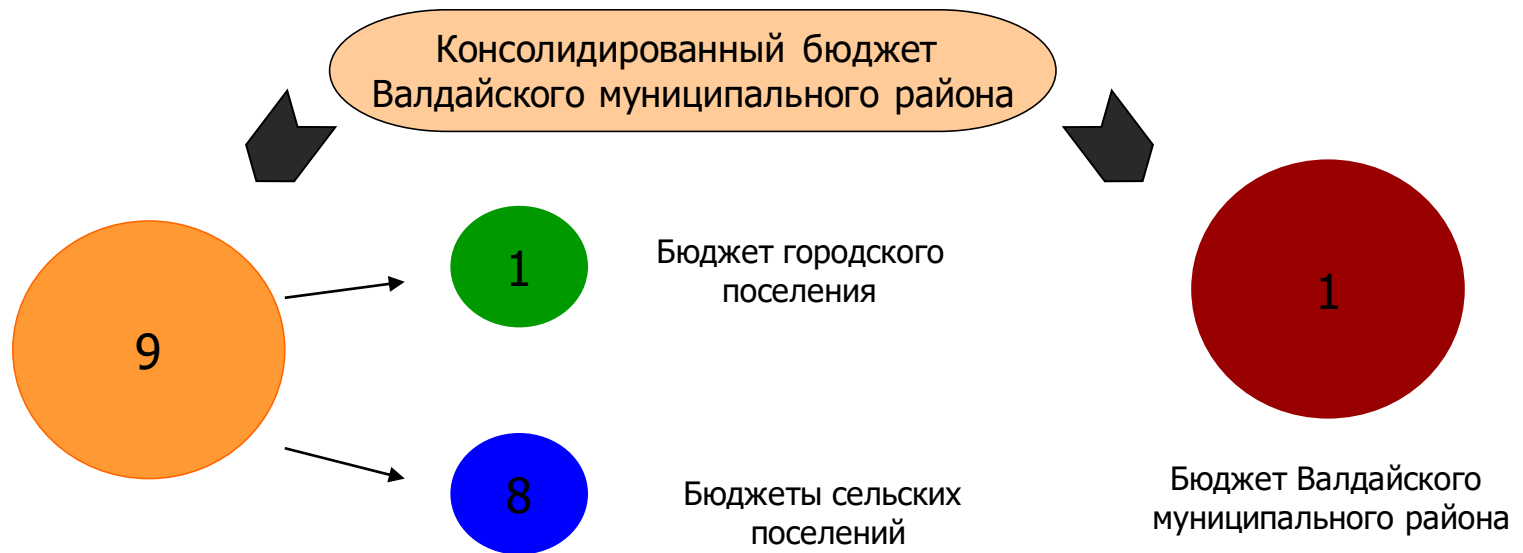 Консолидированный бюджет
Валдайского муниципального района
9
1
Бюджет городского
поселения
8
Бюджеты сельских
поселений
1
Бюджет Валдайского
муниципального района